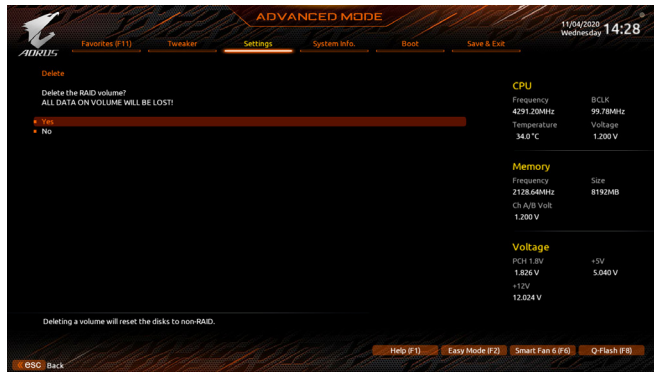 ADVANCED MODE
11/04/2020
Wednesday 14:28
AORUS
Favorites (F11) Tweaker Settings System Info. Boot Save & Exit
Delete
Delete the RAID volume?
ALL DATA ON VOLUME WILL BE LOST!
Yes
No
CPU
Frequency BCLK
4291.20MHz 99.78MHz
Temperature Voltage
34.0 °C 1.200 V
Memory
Frequency Size
2128.64MHz 8192MB
Ch A/B Volt
1.200 V
Voltage
PCH 1.8V +5V
1.826 V 5.040 V
+12V
12.024 V
Deleting a volume will reset the disks to non-RAID.
Help (F1) Easy Mode (F2) Smart Fan 6 (F6) Q-Flash (F8)
esc Back